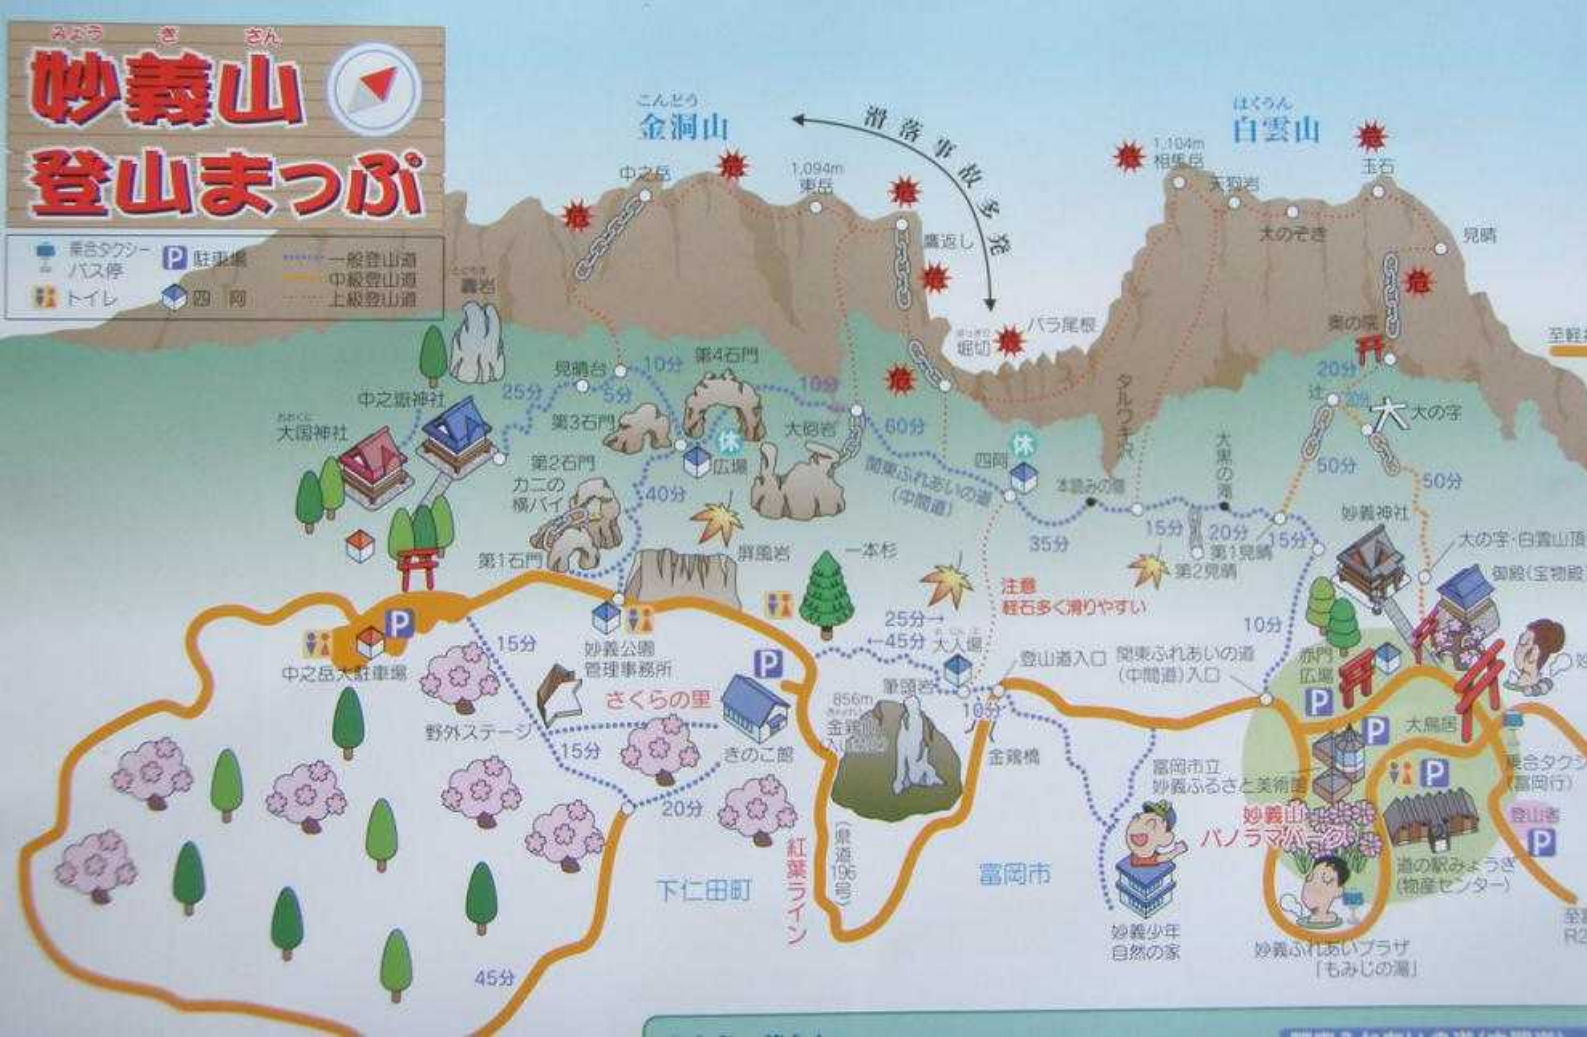 みょう ぎ さん
妙義山
登山まっぷ
乗合タクシー
バス停
P 駐車場
一般登山道
中級登山道
トイレ
四阿
上級登山道
こんどう
金洞山
滑落事故多発
はくうん
白雲山
中之岳
危
1,094m
東岳
危
危
1,104m
相馬岳
天狗岩
危
玉石
大のぞき
見晴
危
鷹返し
危
危
堀切
危
バラ尾根
危
奥の院
轟岩
見晴台
10分
第4石門
25分
5分
10分
20分
辻
大
大の字
中之嶽神社
おおくに
大国神社
第3石門
大砲岩
60分
タルワキ沢
大黒の滝
第2石門
カニの
横バイ
休
広場
関東ふれあいの道
(中間道)
休
四阿
50分
50分
40分
15分
20分
15分
35分
第1見晴
第2見晴
妙義神社
大の字・白雲山頂
御殿(宝物殿)
第1石門
屏風岩
一本杉
注意
軽石多く滑りやすい
P
15分
25分→
←45分
大人場
10分
中之岳大駐車場
妙義公園
管理事務所
P
登山道入口
関東ふれあいの道
(中間道)入口
赤門
広場
P
さくらの里
筆頭岩
856m
10分
野外ステージ
15分
きのこ館
金鶏橋
P
大鳥居
富岡市立
妙義ふるさと美術館
P
乗合タクシ
(富岡行)
20分
紅葉ライン
(県道196号)
妙義山
パノラマパーク
登山者
P
下仁田町
富岡市
道の駅みょうぎ
(物産センター)
BUS
妙義少年
自然の家
妙義ふれあいプラザ
「もみじの湯」
45分